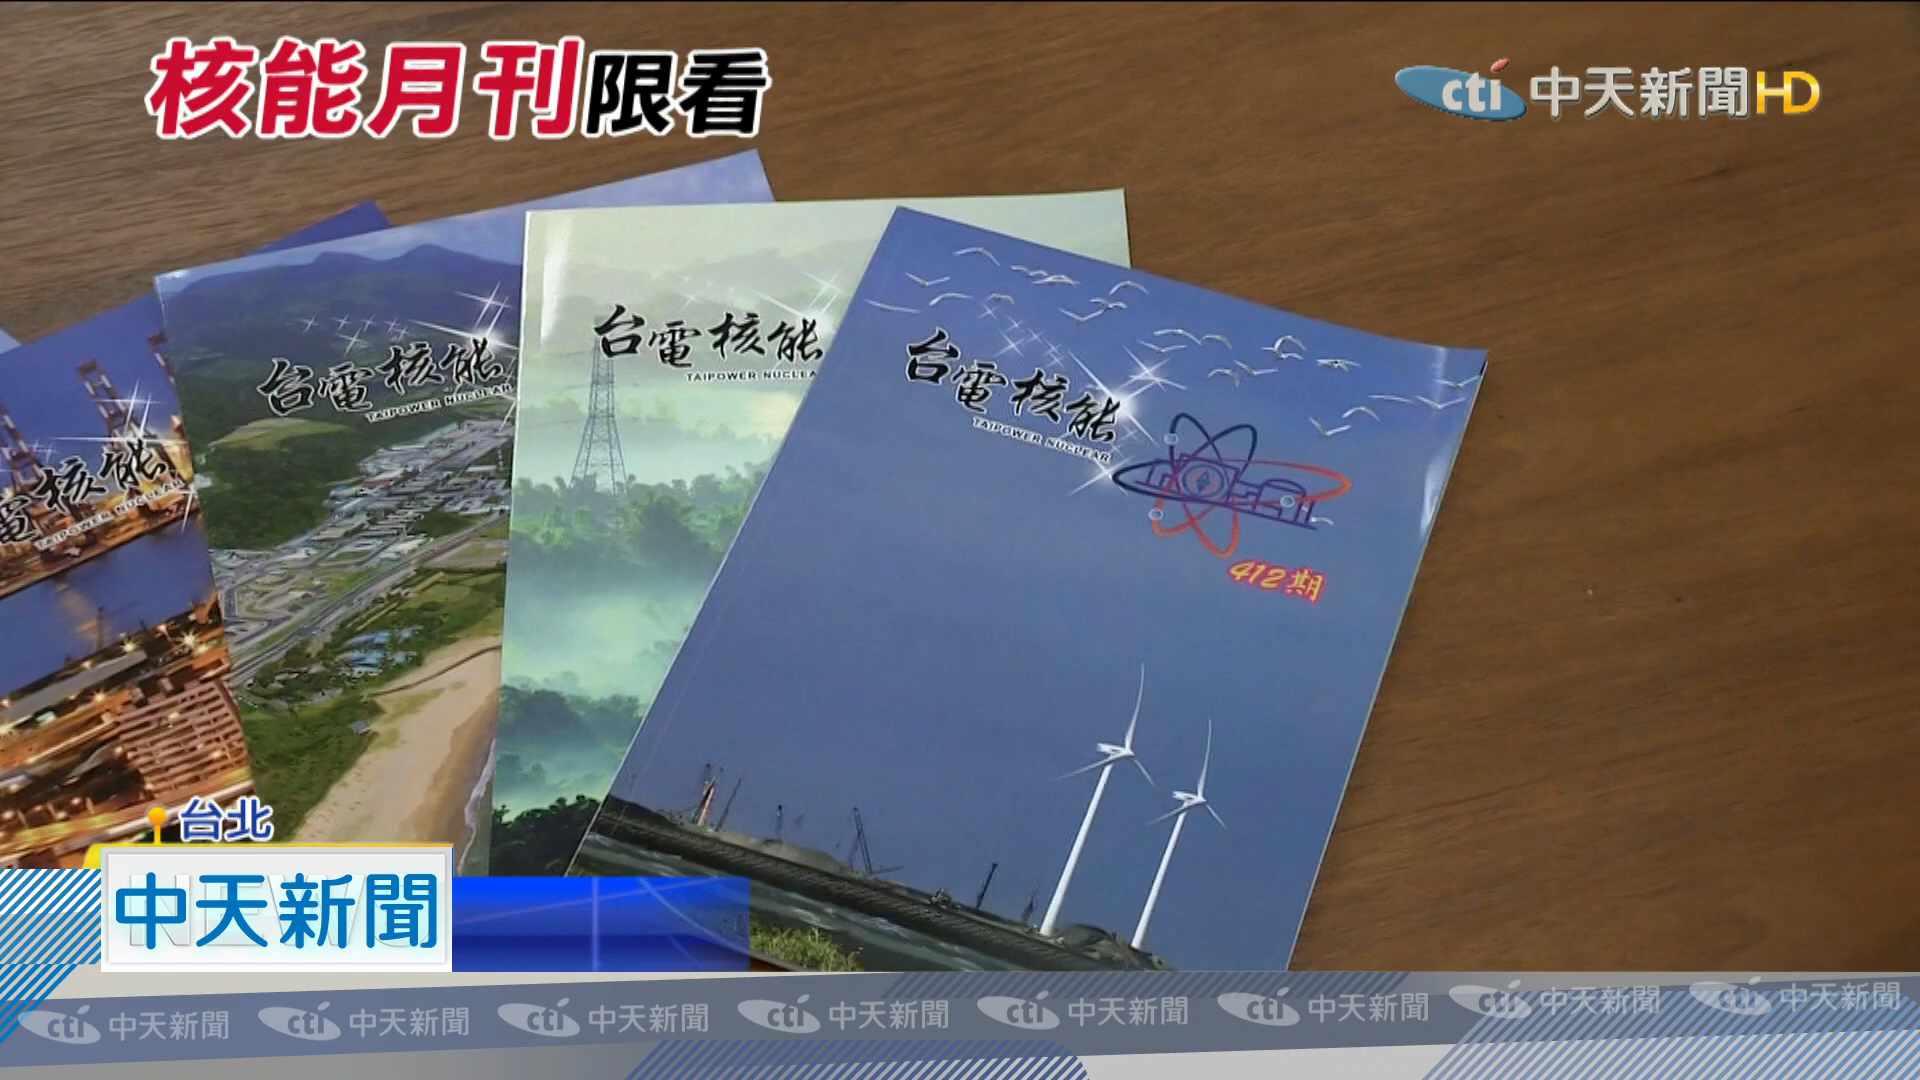 核能月刊限看
cti 中天新聞HD
台電核能
TAIPOWER NUCLEAR
412期
台電核能
TAIPOWER NUCLEA
台電核能
TAIPOWER NUCLEAR
電核能
TAIPOWER NUCLEAR
台北
中天新聞
cti 中天新聞 cti 中天新聞 cti 中天新聞 cti 中天新聞 cti 中天新聞 cti 中天新聞 cti 中天新聞 cti 中天新聞